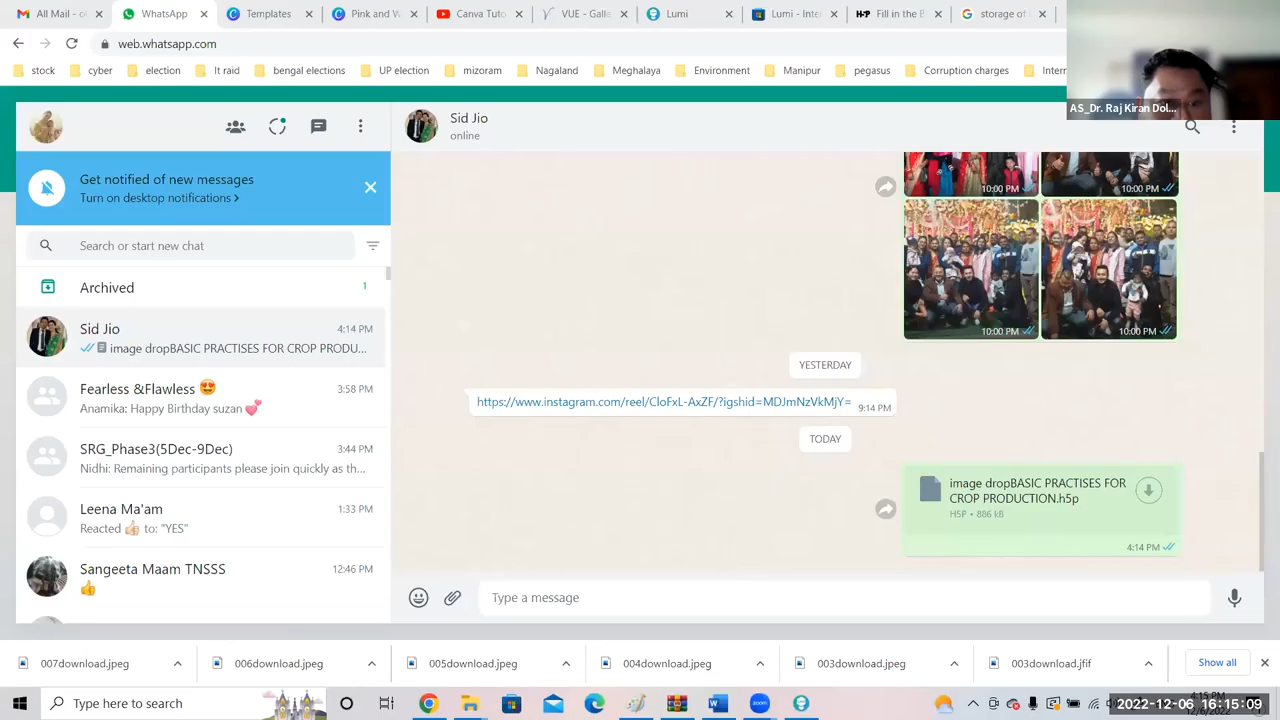 All Mail - o
WhatsApp
Templates
Pink and W
Canva Tuto
VUE - Galle
Lumi
Lumi - Inte
H-P Fill in the B
storage of
web.whatsapp.com
stock
cyber
election
It raid
bengal elections
UP election
mizoram
Nagaland
Meghalaya
Environment
Manipur
pegasus
Corruption charges
Intern
AS_Dr. Raj Kiran Dol...
Get notified of new messages
Turn on desktop notifications >
Search or start new chat
Archived 1
Sid Jio 4:14 PM
image dropBASIC PRACTISES FOR CROP PRODU...
Fearless &Flawless 😍 3:58 PM
Anamika: Happy Birthday suzan 💞
SRG_Phase3(5Dec-9Dec) 3:44 PM
Nidhi: Remaining participants please join quickly as th...
Leena Ma'am 1:33 PM
Reacted 👍🏻 to: "YES"
Sangeeta Maam TNSSS 12:46 PM
👍
Sid Jio
online
10:00 PM
10:00 PM
10:00 PM
10:00 PM
YESTERDAY
https://www.instagram.com/reel/CloFxL-AxZF/?igshid=MDJmNzVkMjY=
9:14 PM
TODAY
image dropBASIC PRACTISES FOR
CROP PRODUCTION.h5p
H5P • 886 kB
4:14 PM
Type a message
007download.jpeg
006download.jpeg
005download.jpeg
004download.jpeg
003download.jpeg
003download.jfif
Show all
Type here to search
zoom
4:15 PM
12/6/2022
2022-12-06 16:15:09